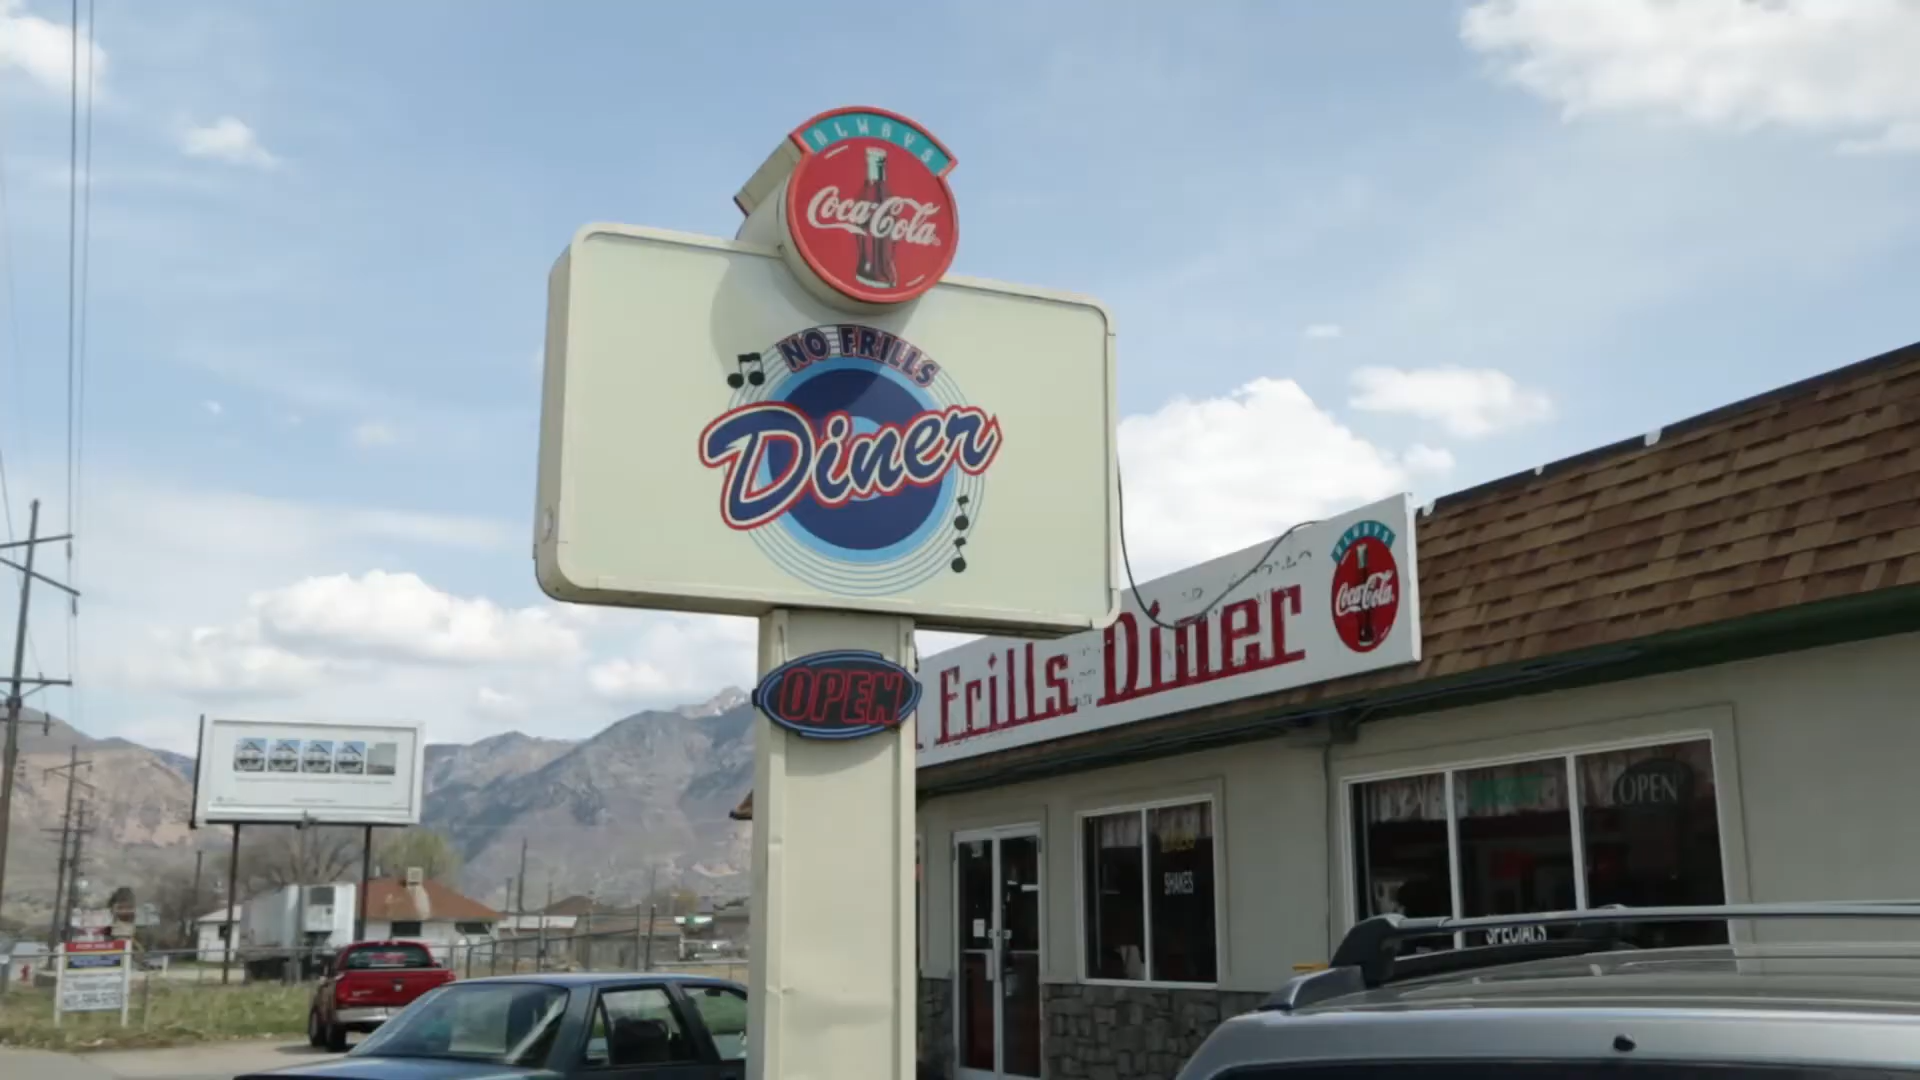 ALWAYS
Coca-Cola
NO FRILLS
Diner
OPEN
Frills Diner
ALWAYS
Coca-Cola
OPEN
SHAKES
SPECIALS